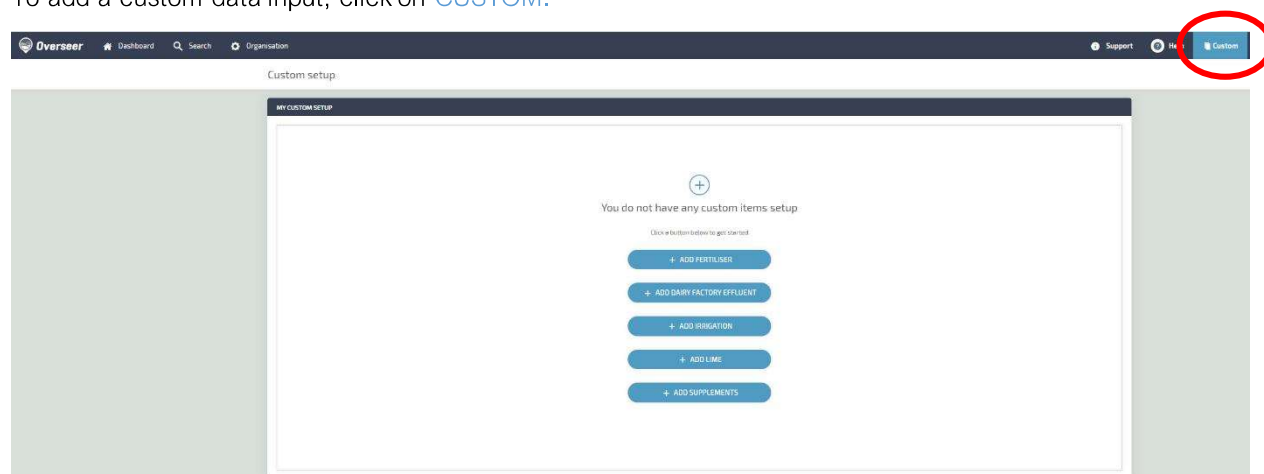 To add a custom data input, click on CUSTOM.
Overseer Dashboard Search Organisation Support Help Custom
Custom setup
MY CUSTOM SETUP
You do not have any custom items setup
Click a button below to get started
+ ADD FERTILISER
+ ADD DAIRY FACTORY EFFLUENT
+ ADD IRRIGATION
+ ADD LIME
+ ADD SUPPLEMENTS